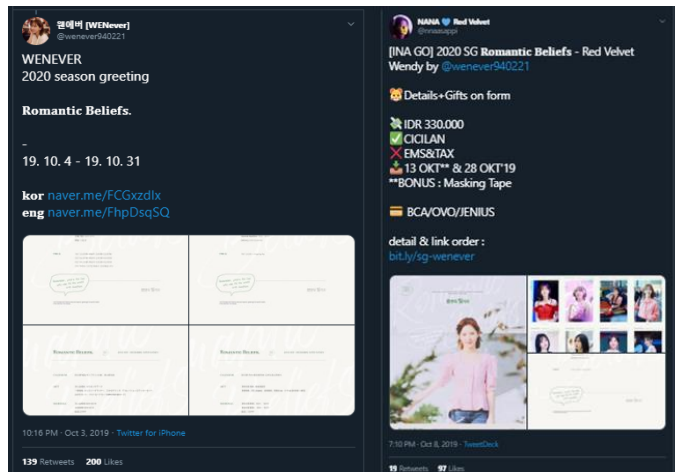 웬에버 [WENever]
@wenever940221
WENEVER
2020 season greeting
Romantic Beliefs.
-
19. 10. 4 - 19. 10. 31
kor naver.me/FCGxzdIx
eng naver.me/FhpDsqSQ
10:16 PM · Oct 3, 2019 · Twitter for iPhone
139 Retweets 200 Likes
NANA 💙 Red Velvet
@nnaasappi
[INA GO] 2020 SG Romantic Beliefs - Red Velvet
Wendy by @wenever940221
🐹Details+Gifts on form
💸IDR 330.000
✅CICILAN
❌EMS&TAX
📥13 OKT** & 28 OKT'19
**BONUS : Masking Tape
💳 BCA/OVO/JENIUS
detail & link order :
bit.ly/sg-wenever
7:10 PM · Oct 8, 2019 · TweetDeck
19 Retweets 97 Likes